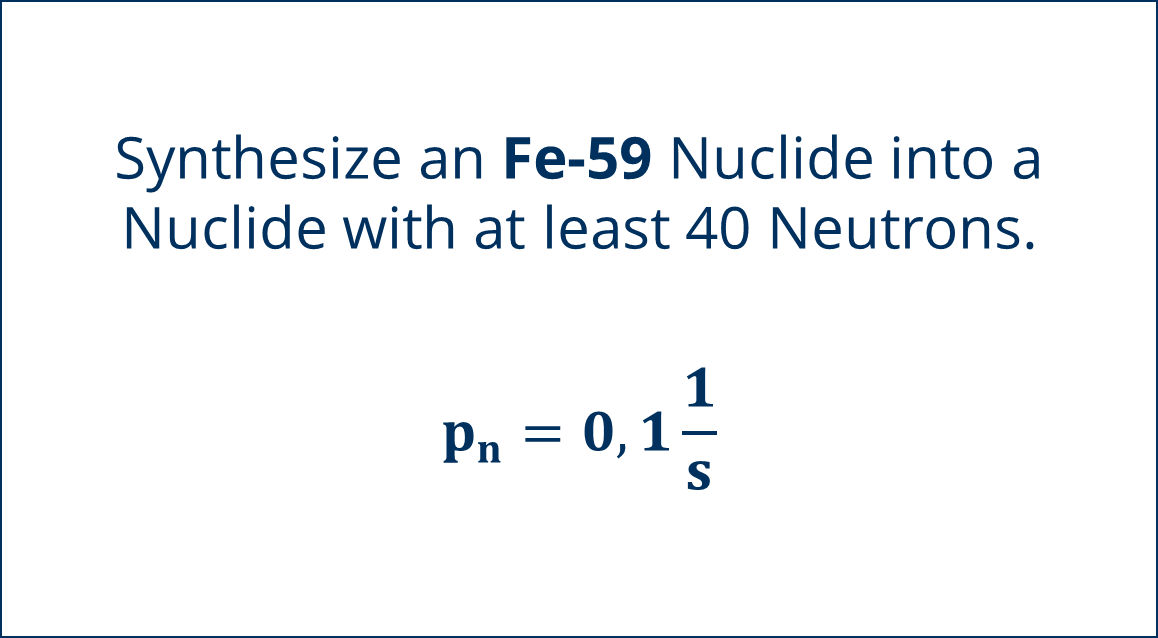 Synthesize an Fe-59 Nuclide into a
Nuclide with at least 40 Neutrons.
pₙ = 0,1 1/s